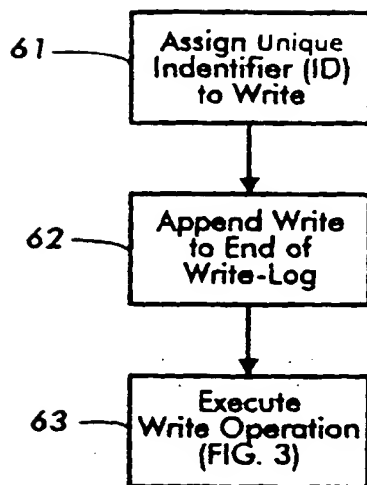 61
Assign Unique
Indentifier (ID)
to Write
62
Append Write
to End of
Write-Log
63
Execute
Write Operation
(FIG. 3)